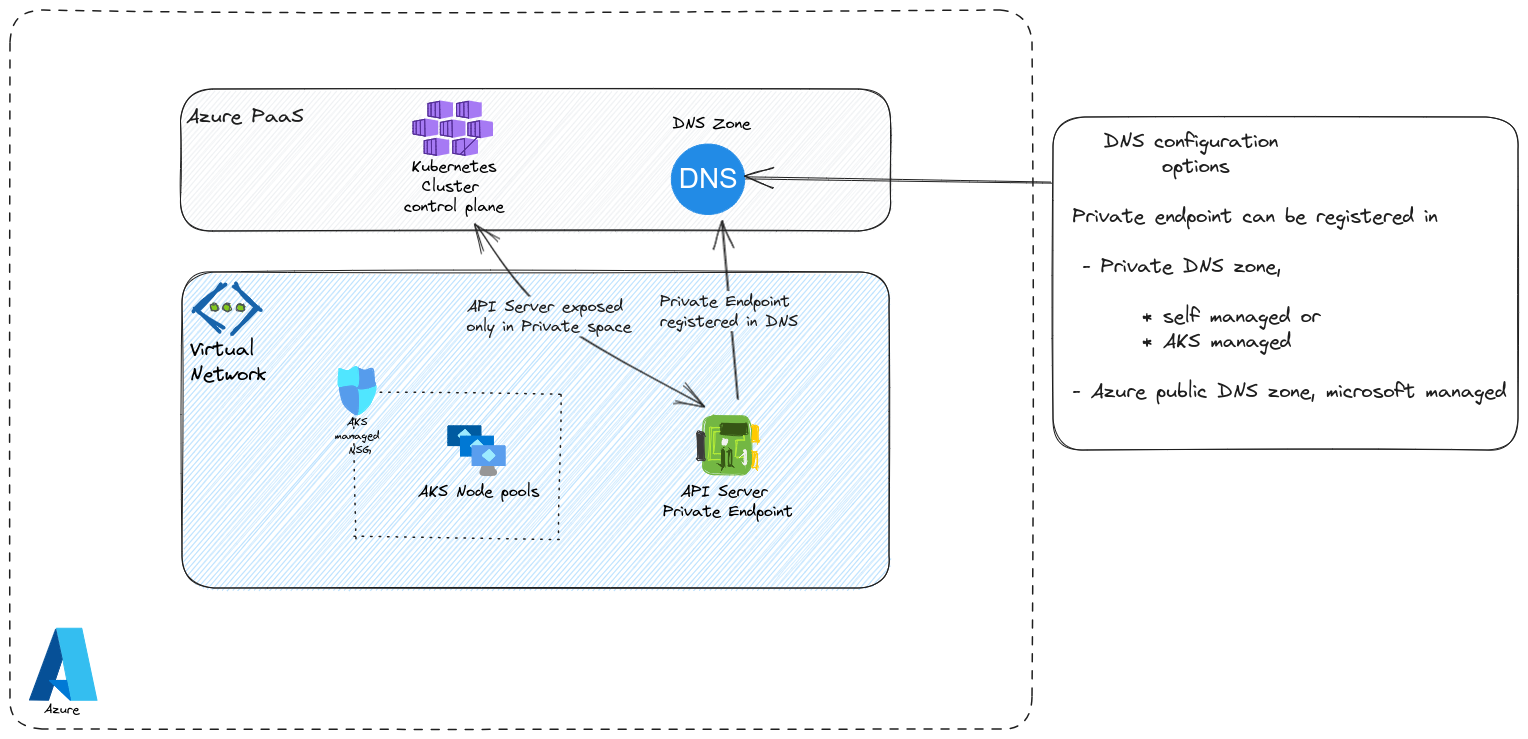 Azure PaaS
Kubernetes
Cluster
control plane
DNS Zone
DNS
DNS configuration
options
Private endpoint can be registered in
- Private DNS zone,
* self managed or
* AKS managed
- Azure public DNS zone, microsoft managed
API Server exposed
only in Private space
Private Endpoint
registered in DNS
Virtual
Network
AKS
managed
NSG
AKS Node pools
API Server
Private Endpoint
Azure